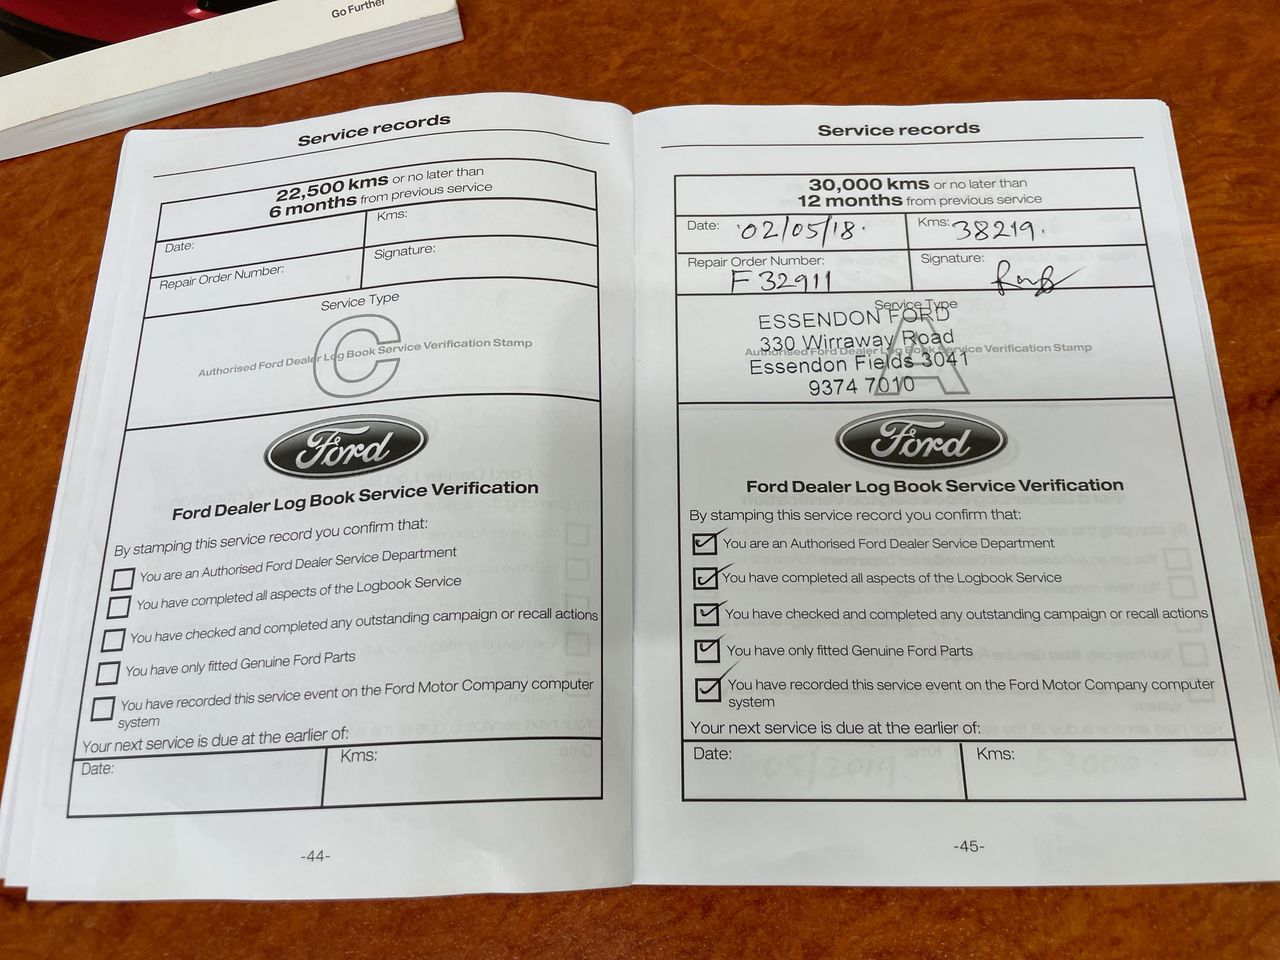 Go Further
Service records
22,500 kms or no later than
6 months from previous service
Date:
Kms:
Repair Order Number:
Signature:
Service Type
C
Authorised Ford Dealer Log Book Service Verification Stamp
Ford
Ford Dealer Log Book Service Verification
By stamping this service record you confirm that:
You are an Authorised Ford Dealer Service Department
You have completed all aspects of the Logbook Service
You have checked and completed any outstanding campaign or recall actions
You have only fitted Genuine Ford Parts
You have recorded this service event on the Ford Motor Company computer
system
Your next service is due at the earlier of:
Date:
Kms:
-44-
Service records
30,000 kms or no later than
12 months from previous service
Date: 02/05/18.
Kms: 38219.
Repair Order Number:
F32911
Signature:
Service Type
A
ESSENDON FORD
330 Wirraway Road
Authorised Ford Dealer Log Book Service Verification Stamp
Essendon Fields 3041
9374 7010
Ford
Ford Dealer Log Book Service Verification
By stamping this service record you confirm that:
You are an Authorised Ford Dealer Service Department
You have completed all aspects of the Logbook Service
You have checked and completed any outstanding campaign or recall actions
You have only fitted Genuine Ford Parts
You have recorded this service event on the Ford Motor Company computer
system
Your next service is due at the earlier of:
Date:
Kms:
-45-